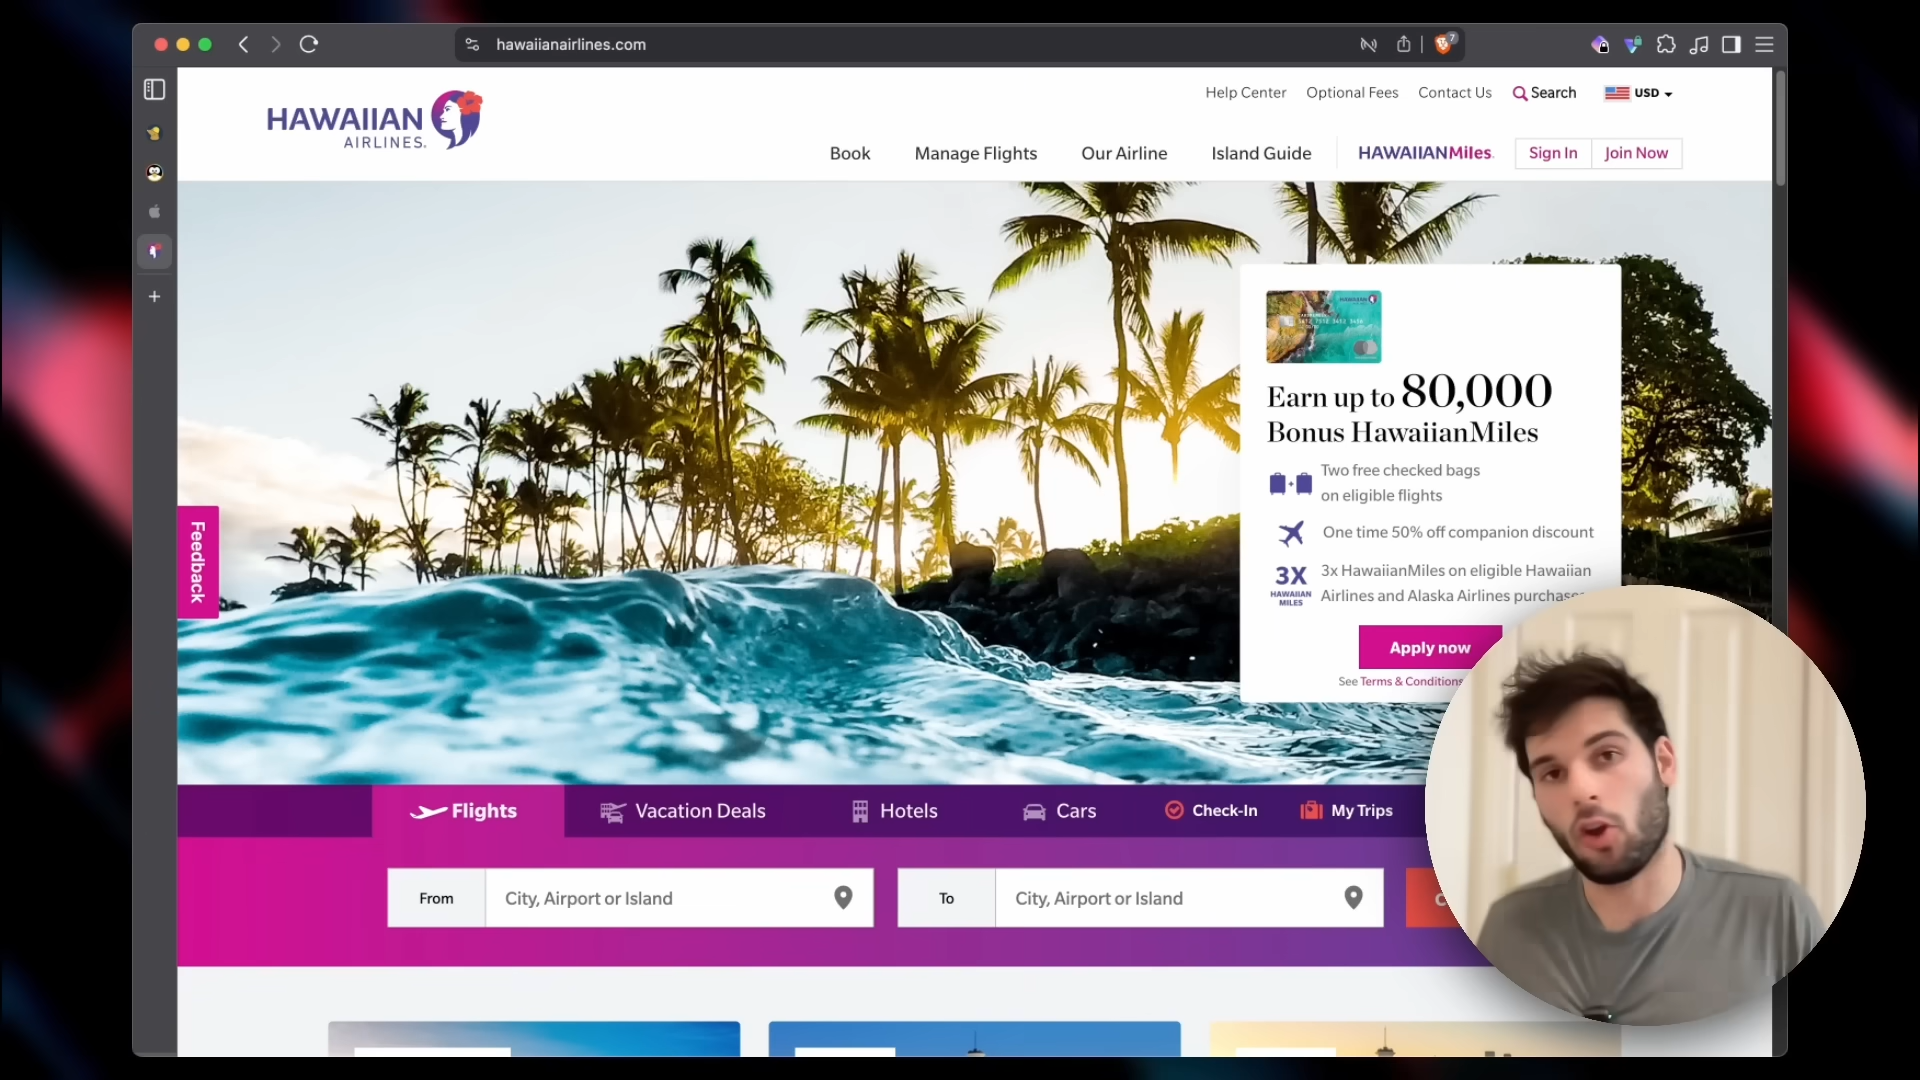 hawaiianairlines.com
7
Help Center
Optional Fees
Contact Us
Search
USD
HAWAIIAN
AIRLINES.
Book
Manage Flights
Our Airline
Island Guide
HAWAIIANMiles.
Sign In
Join Now
Earn up to 80,000
Bonus HawaiianMiles
Two free checked bags
on eligible flights
One time 50% off companion discount
3X
HAWAIIAN
MILES
3x HawaiianMiles on eligible Hawaiian
Airlines and Alaska Airlines
Apply now
See Terms & Conditions
Feedback
Flights
Vacation Deals
Hotels
Cars
Check-In
My Trips
From
City, Airport or Island
To
City, Airport or Island